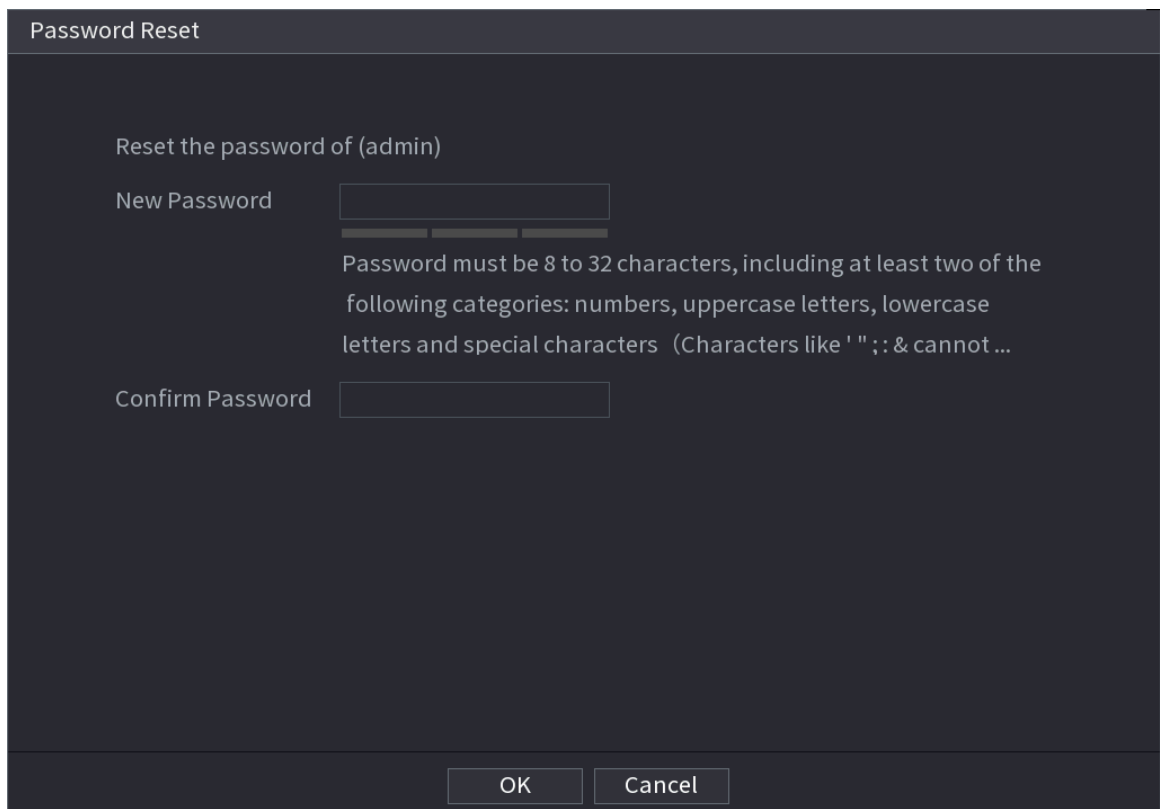 Password Reset
Reset the password of (admin)
New Password
Password must be 8 to 32 characters, including at least two of the
following categories: numbers, uppercase letters, lowercase
letters and special characters（Characters like ' " ; : & cannot ...
Confirm Password
OK Cancel